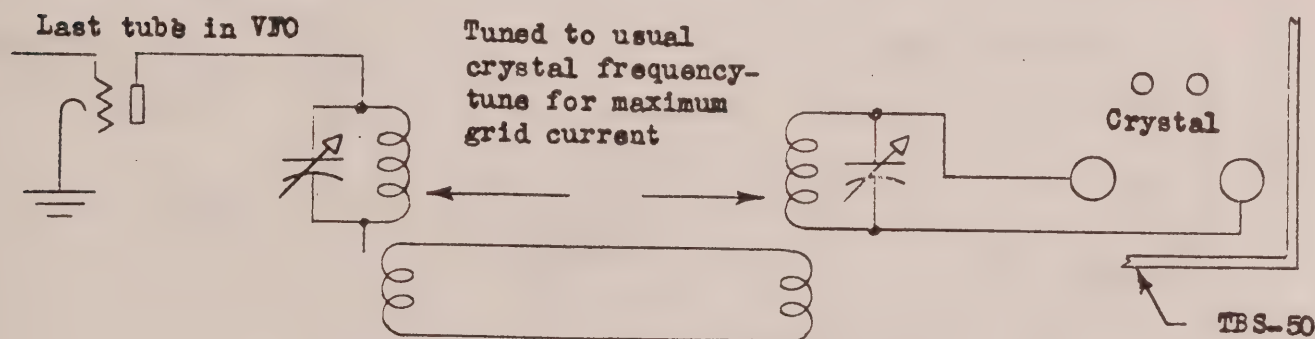 Last tube in VFO
Tuned to usual
crystal frequency-
tune for maximum
grid current
Crystal
TBS-50